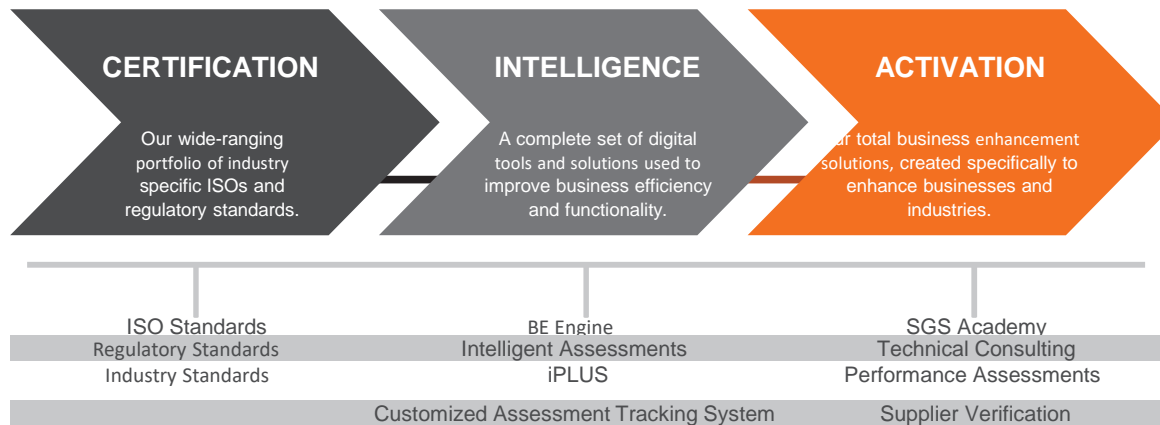 CERTIFICATION
Our wide-ranging
portfolio of industry
specific ISOs and
regulatory standards.
INTELLIGENCE
A complete set of digital
tools and solutions used to
improve business efficiency
and functionality.
ACTIVATION
total business enhancement
solutions, created specifically to
enhance businesses and
industries.
ISO Standards
Regulatory Standards
Industry Standards
BE Engine
Intelligent Assessments
iPLUS
Customized Assessment Tracking System
SGS Academy
Technical Consulting
Performance Assessments
Supplier Verification